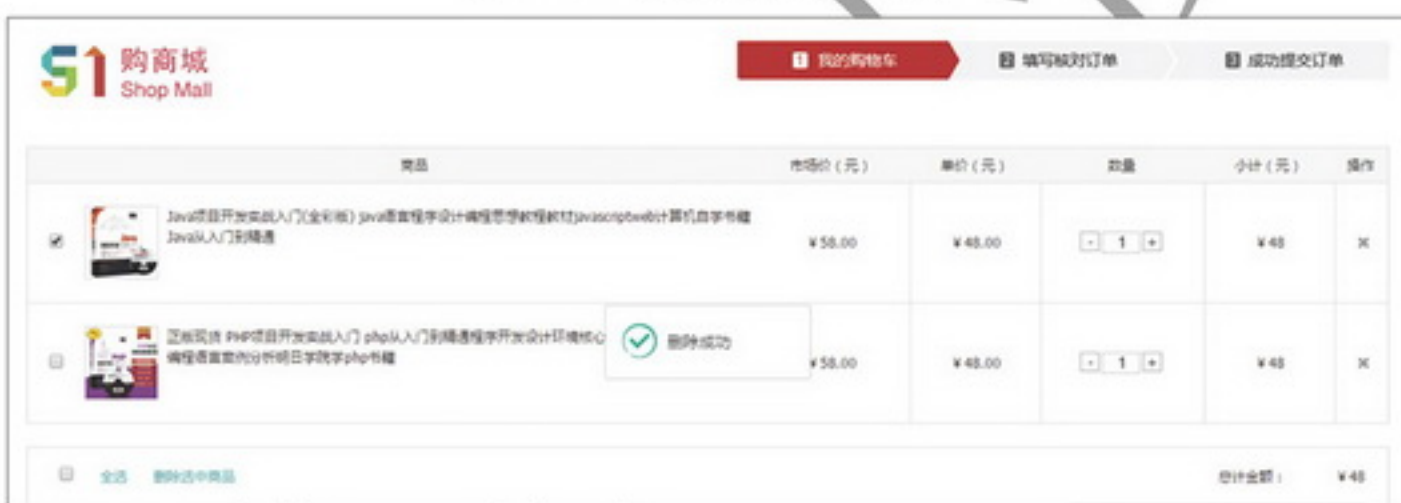 51 购商城
Shop Mall
1 我的购物车
2 填写核对订单
3 成功提交订单
商品 市场价(元) 单价(元) 数量 小计(元) 操作
Java项目开发实战入门(全彩版) java语言程序设计编程思想教程教材javascriptweb计算机自学书籍
Java从入门到精通
¥58.00 ¥48.00 - 1 + ¥48 ×
正版现货 PHP项目开发实战入门 php从入门到精通程序开发设计环境核心
编程语言案例分析明日学院学php书籍
删除成功
¥58.00 ¥48.00 - 1 + ¥48 ×
全选 删除选中商品 总计金额: ¥48